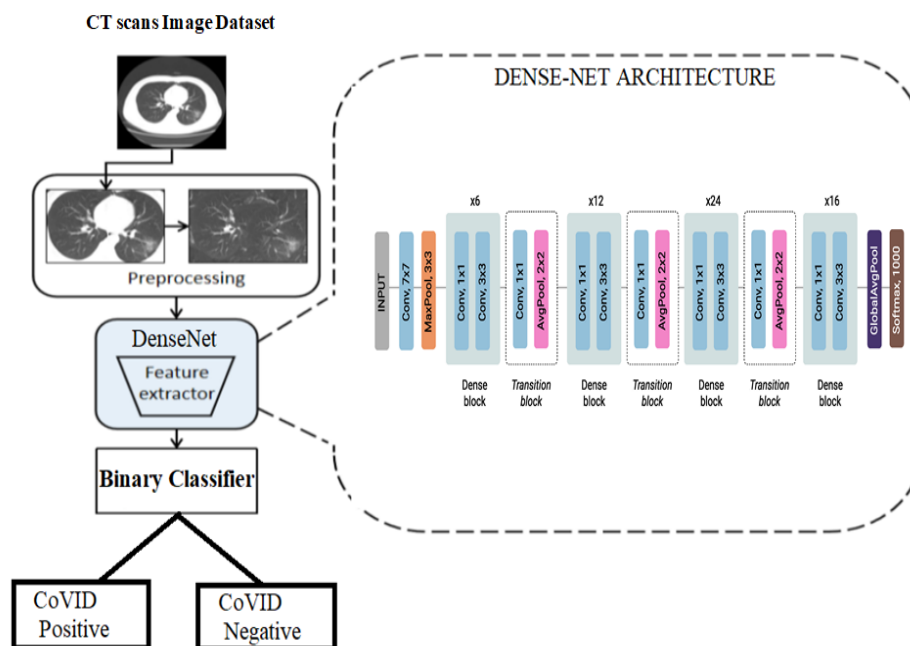 CT scans Image Dataset
Preprocessing
DenseNet
Feature
extractor
Binary Classifier
CoVID
Positive
CoVID
Negative
DENSE-NET ARCHITECTURE
x6
x12
x24
x16
INPUT
Conv, 7x7
MaxPool, 3x3
Conv, 1x1
Conv, 3x3
Conv, 1x1
AvgPool, 2x2
Conv, 1x1
Conv, 3x3
Conv, 1x1
AvgPool, 2x2
Conv, 1x1
Conv, 3x3
Conv, 1x1
AvgPool, 2x2
Conv, 1x1
Conv, 3x3
GlobalAvgPool
Softmax, 1000
Dense
block
Transition
block
Dense
block
Transition
block
Dense
block
Transition
block
Dense
block